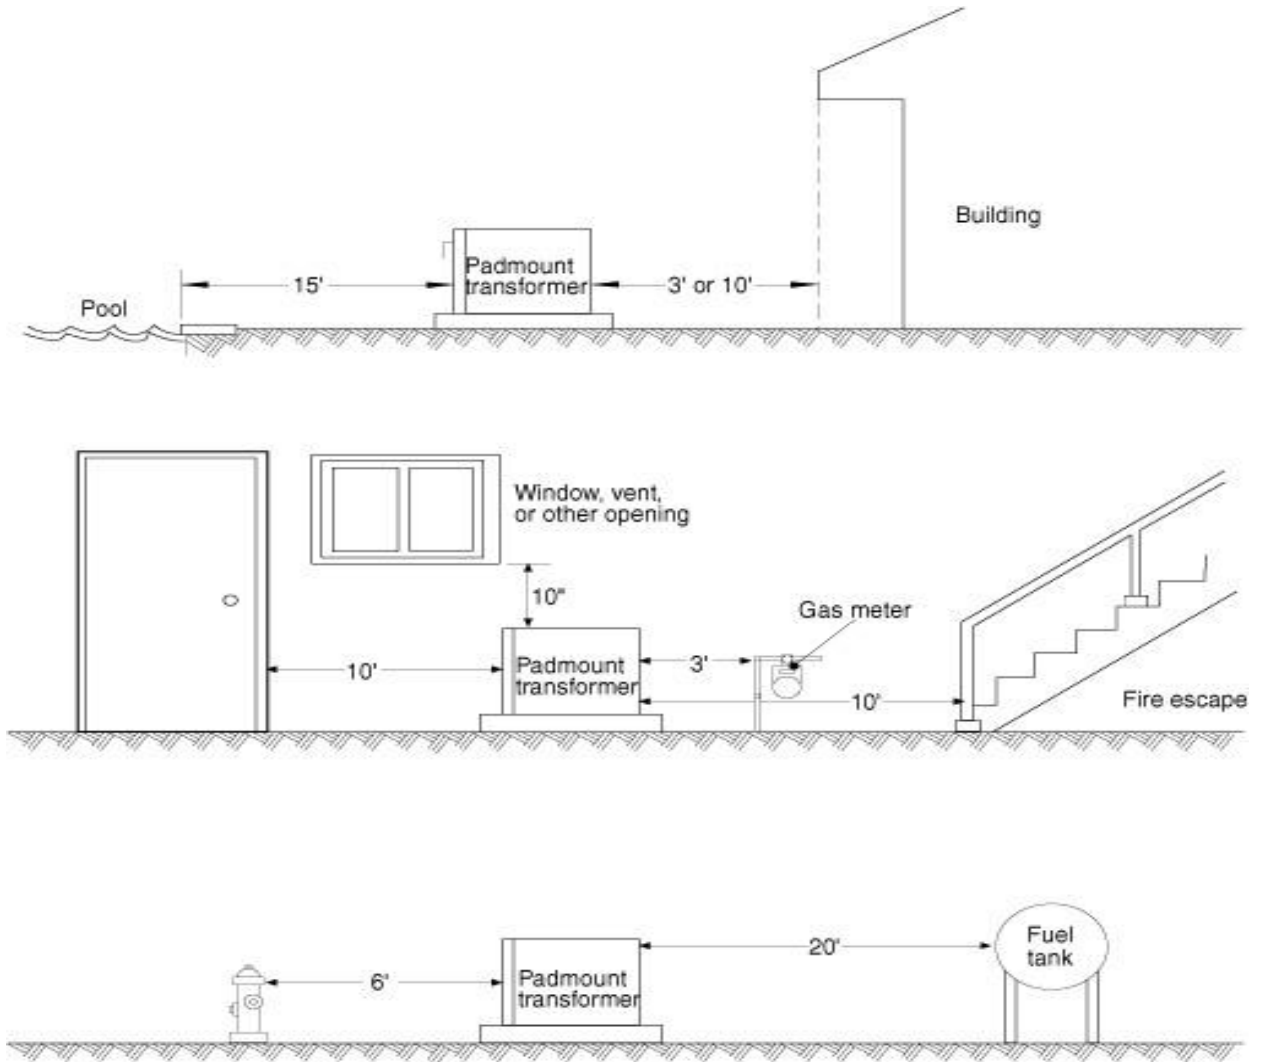 Building
Padmount
transformer
15'
3' or 10'
Pool
Window, vent,
or other opening
10"
Gas meter
10'
Padmount
transformer
3'
10'
Fire escape
Fuel
tank
20'
6'
Padmount
transformer